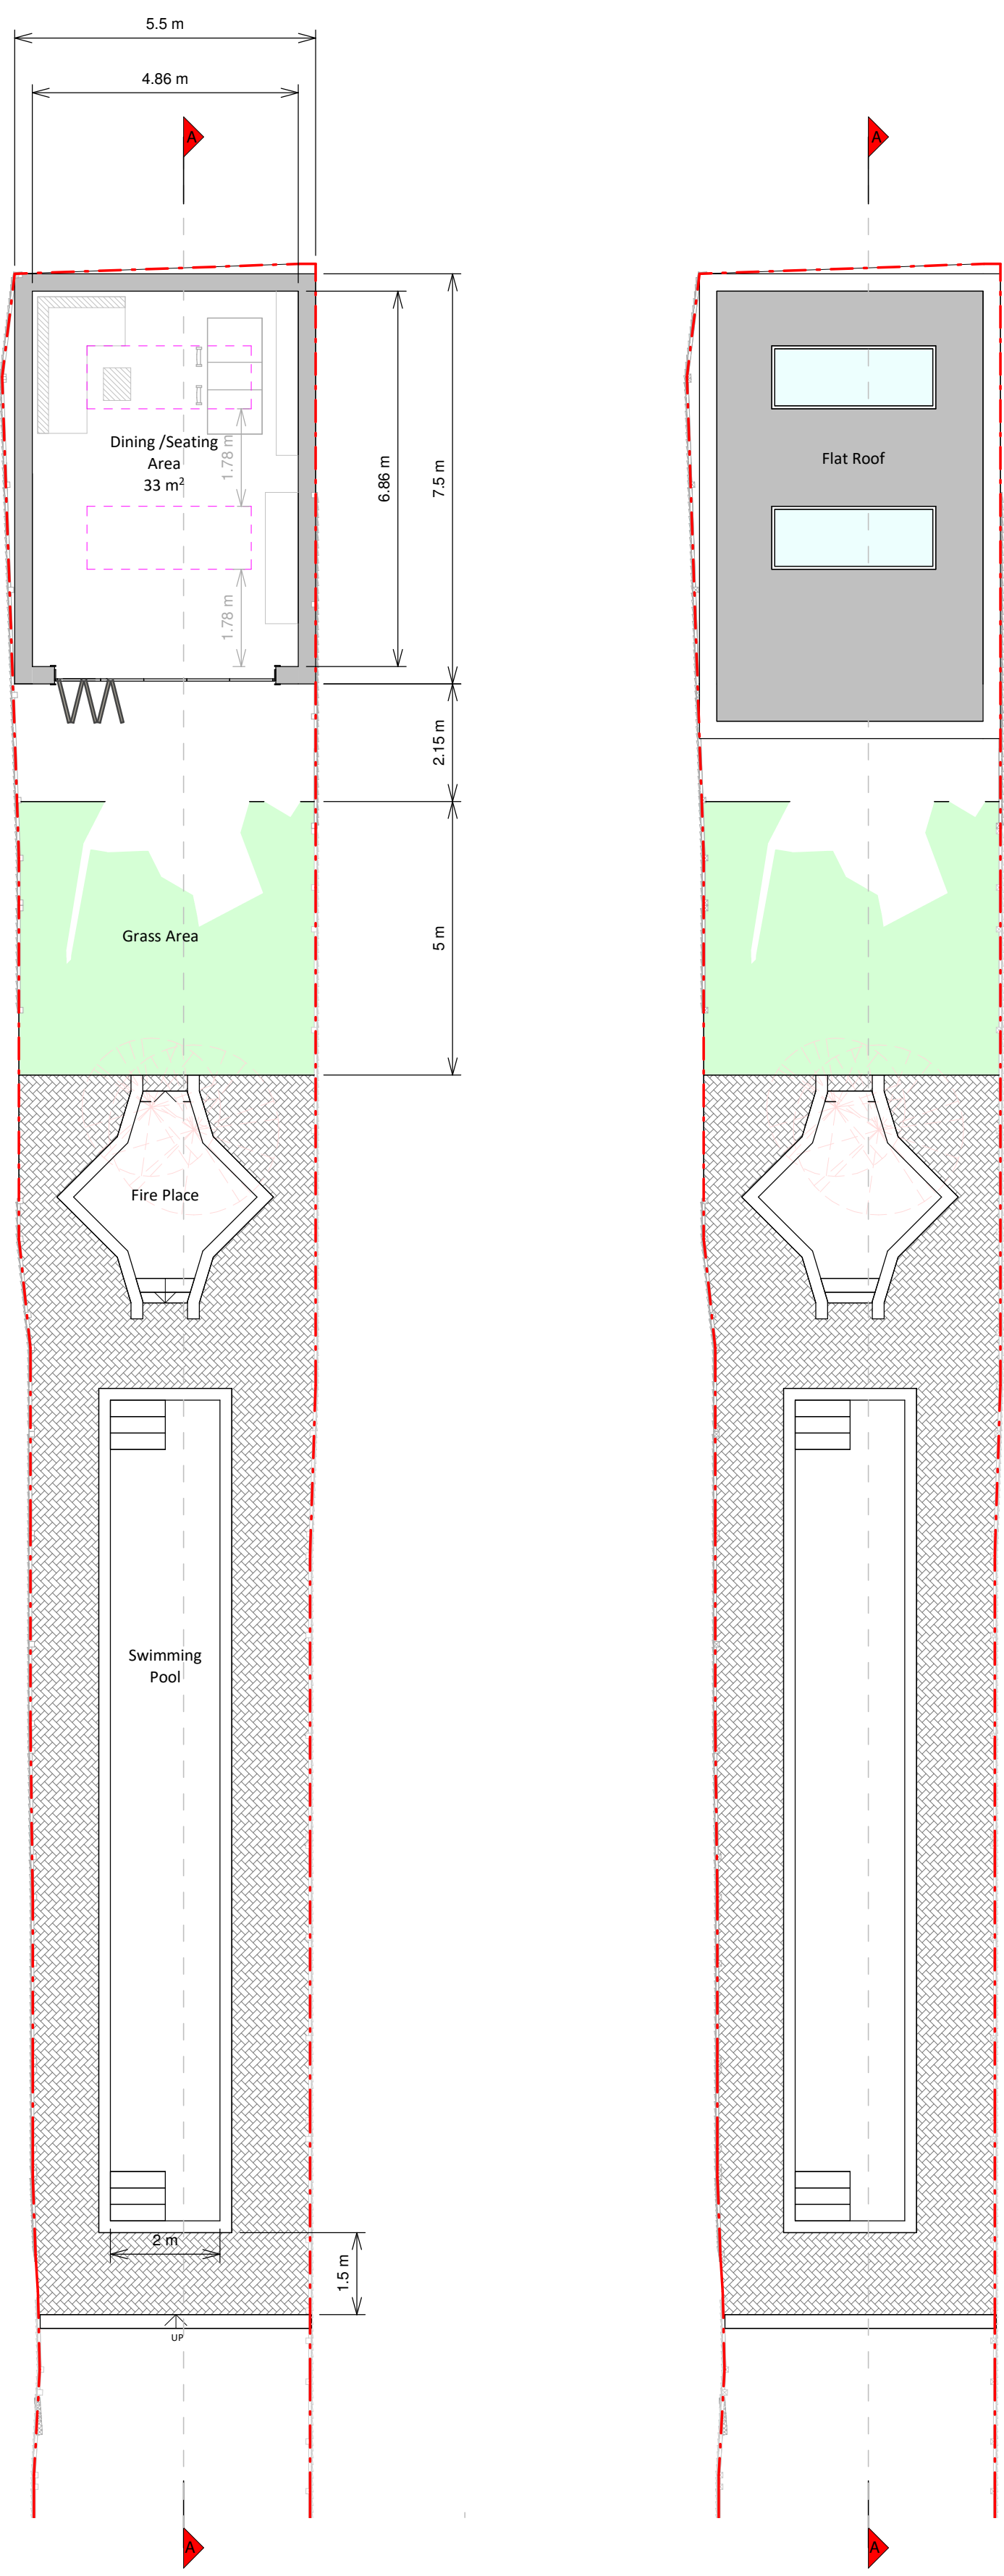 5.5 m
4.86 m
A
A
Dining /Seating
Area
33 m²
1.78 m
1.78 m
6.86 m
7.5 m
Flat Roof
2.15 m
Grass Area
5 m
Fire Place
Swimming
Pool
2 m
1.5 m
UP
A
A